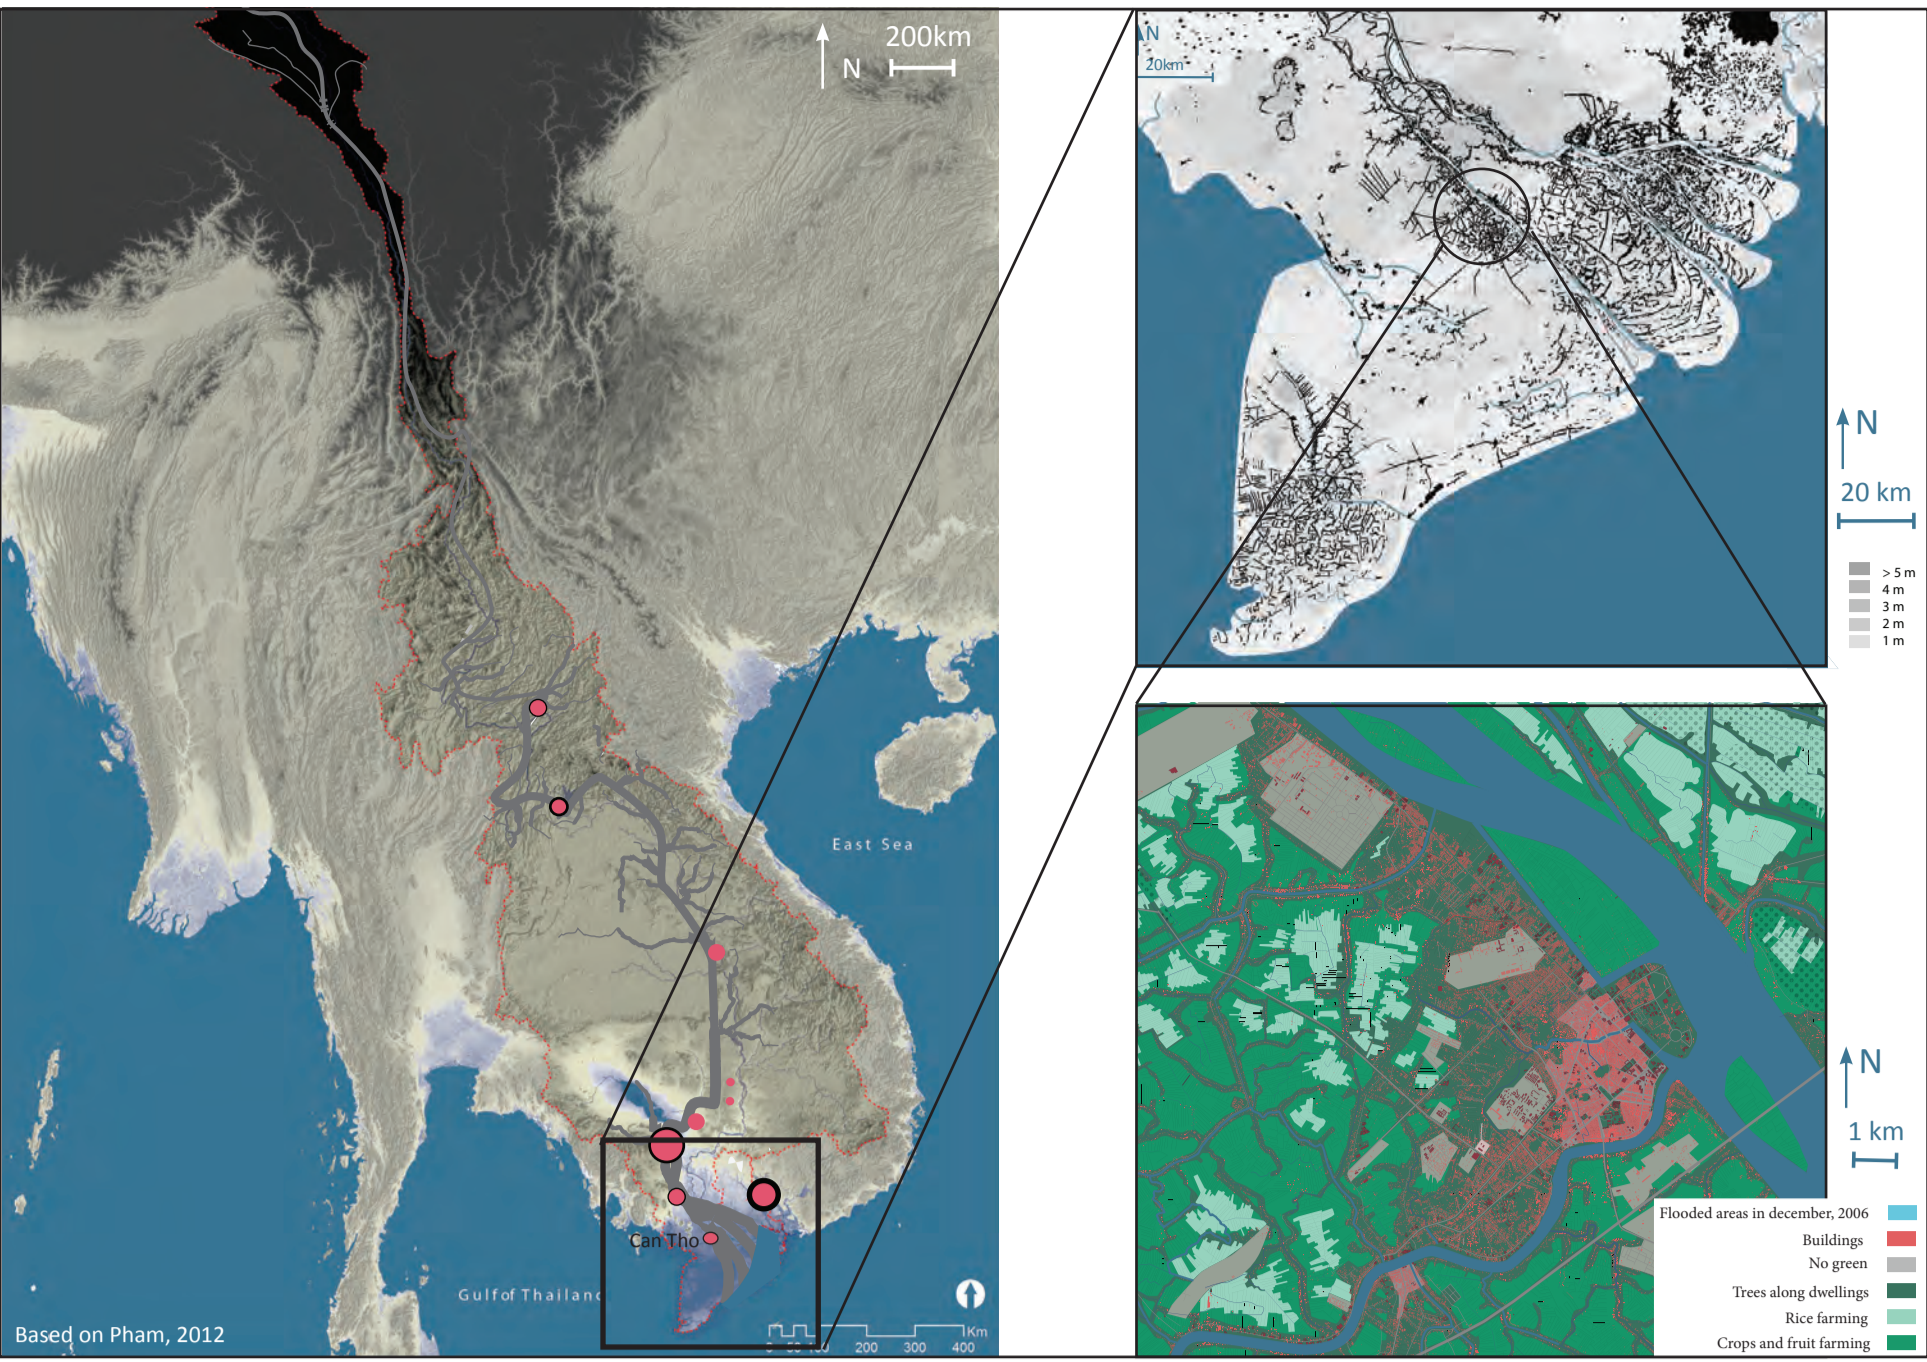 200km
N
East Sea
Can Tho
Gulf of Thailand
Based on Pham, 2012
Km
200
300
400
N
20km
N
20 km
> 5 m
4 m
3 m
2 m
1 m
N
1 km
Flooded areas in december, 2006
Buildings
No green
Trees along dwellings
Rice farming
Crops and fruit farming